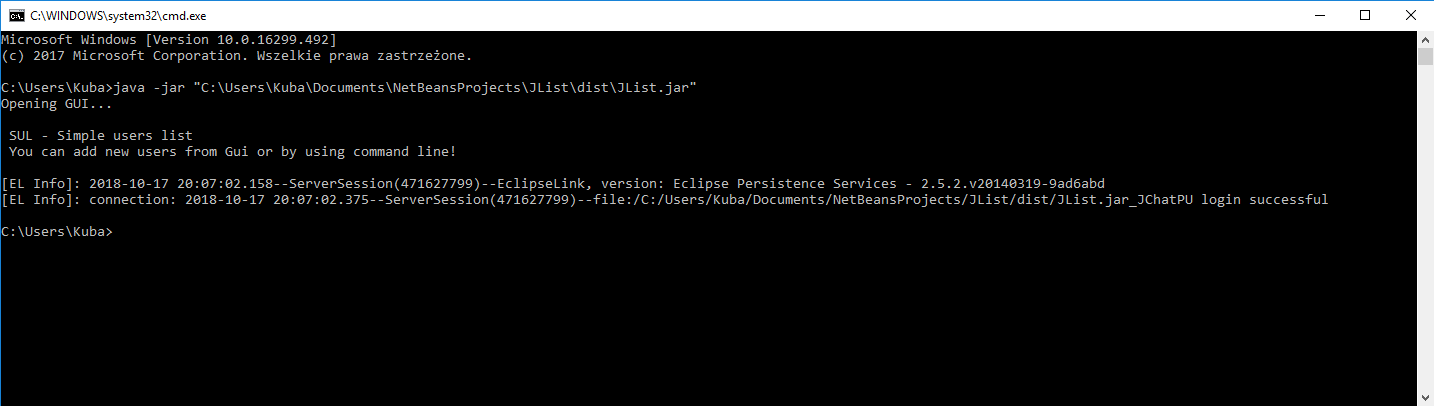 C:\WINDOWS\system32\cmd.exe
Microsoft Windows [Version 10.0.16299.492]
(c) 2017 Microsoft Corporation. Wszelkie prawa zastrzeżone.
C:\Users\Kuba>java -jar "C:\Users\Kuba\Documents\NetBeansProjects\JList\dist\JList.jar"
Opening GUI...
SUL - Simple users list
You can add new users from Gui or by using command line!
[EL Info]: 2018-10-17 20:07:02.158--ServerSession(471627799)--EclipseLink, version: Eclipse Persistence Services - 2.5.2.v20140319-9ad6abd
[EL Info]: connection: 2018-10-17 20:07:02.375--ServerSession(471627799)--file:/C:/Users/Kuba/Documents/NetBeansProjects/JList/dist/JList.jar_JChatPU login successful
C:\Users\Kuba>